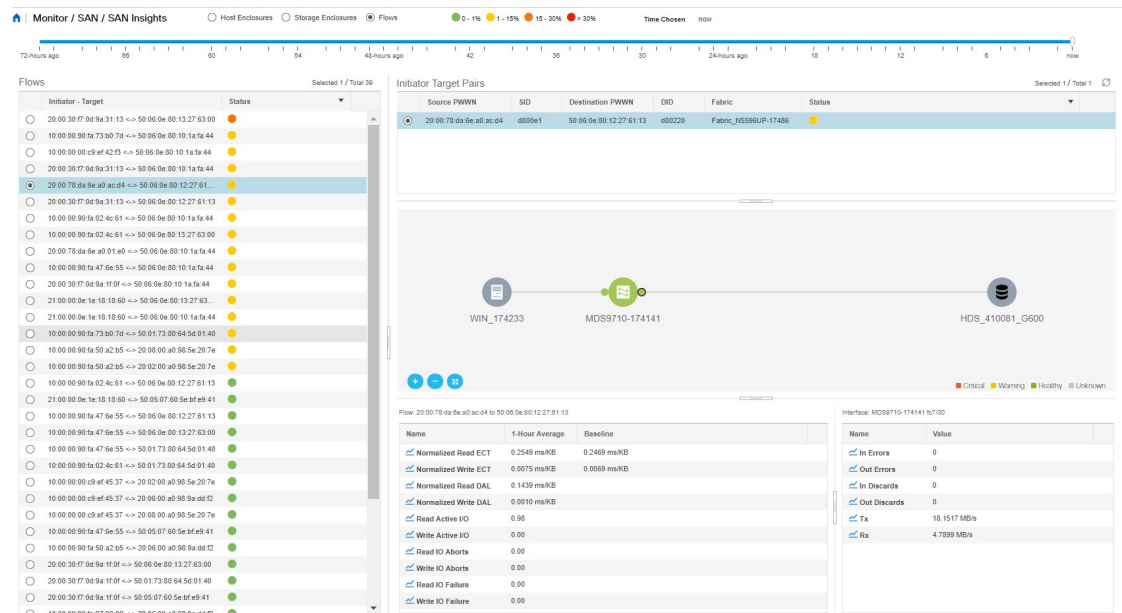 Monitor / SAN / SAN Insights
Host Enclosures Storage Enclosures Flows
0 - 1% 1 - 15% 15 - 30% > 30%
Time Chosen now
72-hours ago 66 60 54 48-hours ago 42 36 30 24-hours ago 18 12 6 now
Flows Selected 1 / Total 39
Initiator - Target Status
20:00:30:f7:0d:9a:31:13 <-> 50:06:0e:80:13:27:63:00
10:00:00:90:fa:73:b0:7d <-> 50:06:0e:80:10:1a:fa:44
10:00:00:00:c9:ef:42:f3 <-> 50:06:0e:80:10:1a:fa:44
20:00:30:f7:0d:9a:31:13 <-> 50:06:0e:80:10:1a:fa:44
20:00:78:da:6e:a0:ac:d4 <-> 50:06:0e:80:12:27:61...
20:00:30:f7:0d:9a:31:13 <-> 50:06:0e:80:12:27:61:13
10:00:00:90:fa:02:4c:61 <-> 50:06:0e:80:10:1a:fa:44
10:00:00:90:fa:02:4c:61 <-> 50:06:0e:80:13:27:63:00
20:00:78:da:6e:a0:01:e0 <-> 50:06:0e:80:10:1a:fa:44
10:00:00:90:fa:47:6e:55 <-> 50:06:0e:80:10:1a:fa:44
20:00:30:f7:0d:9a:1f:0f <-> 50:06:0e:80:10:1a:fa:44
21:00:00:0e:1e:18:18:60 <-> 50:06:0e:80:13:27:63...
21:00:00:0e:1e:18:18:60 <-> 50:06:0e:80:10:1a:fa:44
10:00:00:90:fa:73:b0:7d <-> 50:01:73:80:64:5d:01:40
10:00:00:90:fa:50:a2:b5 <-> 20:08:00:a0:98:5e:20:7e
10:00:00:90:fa:50:a2:b5 <-> 20:02:00:a0:98:5e:20:7e
10:00:00:90:fa:02:4c:61 <-> 50:06:0e:80:12:27:61:13
21:00:00:0e:1e:18:18:60 <-> 50:05:07:60:5e:bf:e9:41
10:00:00:90:fa:47:6e:55 <-> 50:06:0e:80:12:27:61:13
10:00:00:90:fa:47:6e:55 <-> 50:06:0e:80:13:27:63:00
10:00:00:90:fa:47:6e:55 <-> 50:01:73:80:64:5d:01:40
10:00:00:90:fa:02:4c:61 <-> 50:01:73:80:64:5d:01:40
10:00:00:00:c9:ef:45:37 <-> 20:02:00:a0:98:5e:20:7e
10:00:00:00:c9:ef:45:37 <-> 20:06:00:a0:98:9a:dd:f2
10:00:00:00:c9:ef:45:37 <-> 20:08:00:a0:98:5e:20:7e
10:00:00:90:fa:47:6e:55 <-> 50:05:07:60:5e:bf:e9:41
10:00:00:90:fa:50:a2:b5 <-> 20:06:00:a0:98:9a:dd:f2
20:00:30:f7:0d:9a:1f:0f <-> 50:06:0e:80:13:27:63:00
20:00:30:f7:0d:9a:1f:0f <-> 50:01:73:80:64:5d:01:40
20:00:30:f7:0d:9a:1f:0f <-> 50:05:07:60:5e:bf:e9:41
Initiator Target Pairs Selected 1 / Total 1
Source PWWN SID Destination PWWN DID Fabric Status
20:00:78:da:6e:a0:ac:d4 d800e1 50:06:0e:80:12:27:61:13 d80220 Fabric_N5596UP-17486
WIN_174233 MDS9710-174141 HDS_410081_G600
Critical Warning Healthy Unknown
Flow: 20:00:78:da:6e:a0:ac:d4 to 50:06:0e:80:12:27:61:13
Name 1-Hour Average Baseline
Normalized Read ECT 0.2549 ms/KB 0.2469 ms/KB
Normalized Write ECT 0.0075 ms/KB 0.0069 ms/KB
Normalized Read DAL 0.1439 ms/KB
Normalized Write DAL 0.0010 ms/KB
Read Active I/O 0.98
Write Active I/O 0.00
Read IO Aborts 0.00
Write IO Aborts 0.00
Read IO Failure 0.00
Write IO Failure 0.00
Interface: MDS9710-174141 fc7/30
Name Value
In Errors 0
Out Errors 0
In Discards 0
Out Discards 0
Tx 18.1517 MB/s
Rx 4.7899 MB/s